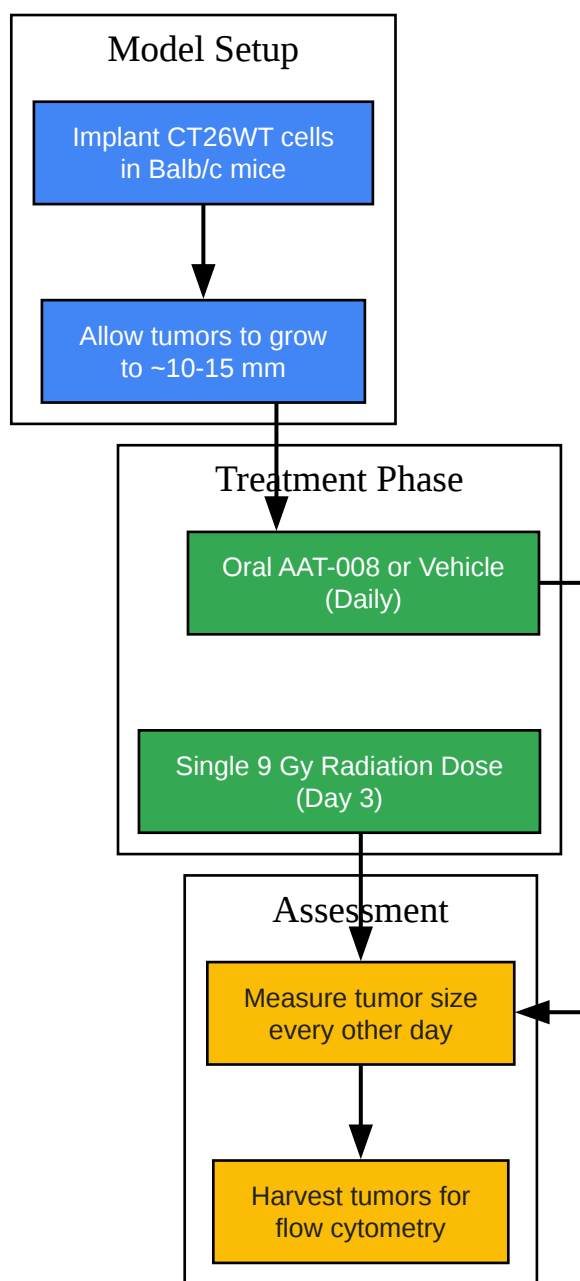 Model Setup
Implant CT26WT cells
in Balb/c mice
Allow tumors to grow
to ~10-15 mm
Treatment Phase
Oral AAT-008 or Vehicle
(Daily)
Single 9 Gy Radiation Dose
(Day 3)
Assessment
Measure tumor size
every other day
Harvest tumors for
flow cytometry